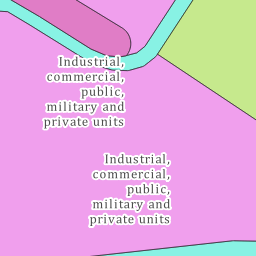 Industrial,
commercial,
public,
military and
private units
Industrial,
commercial,
public,
military and
private units